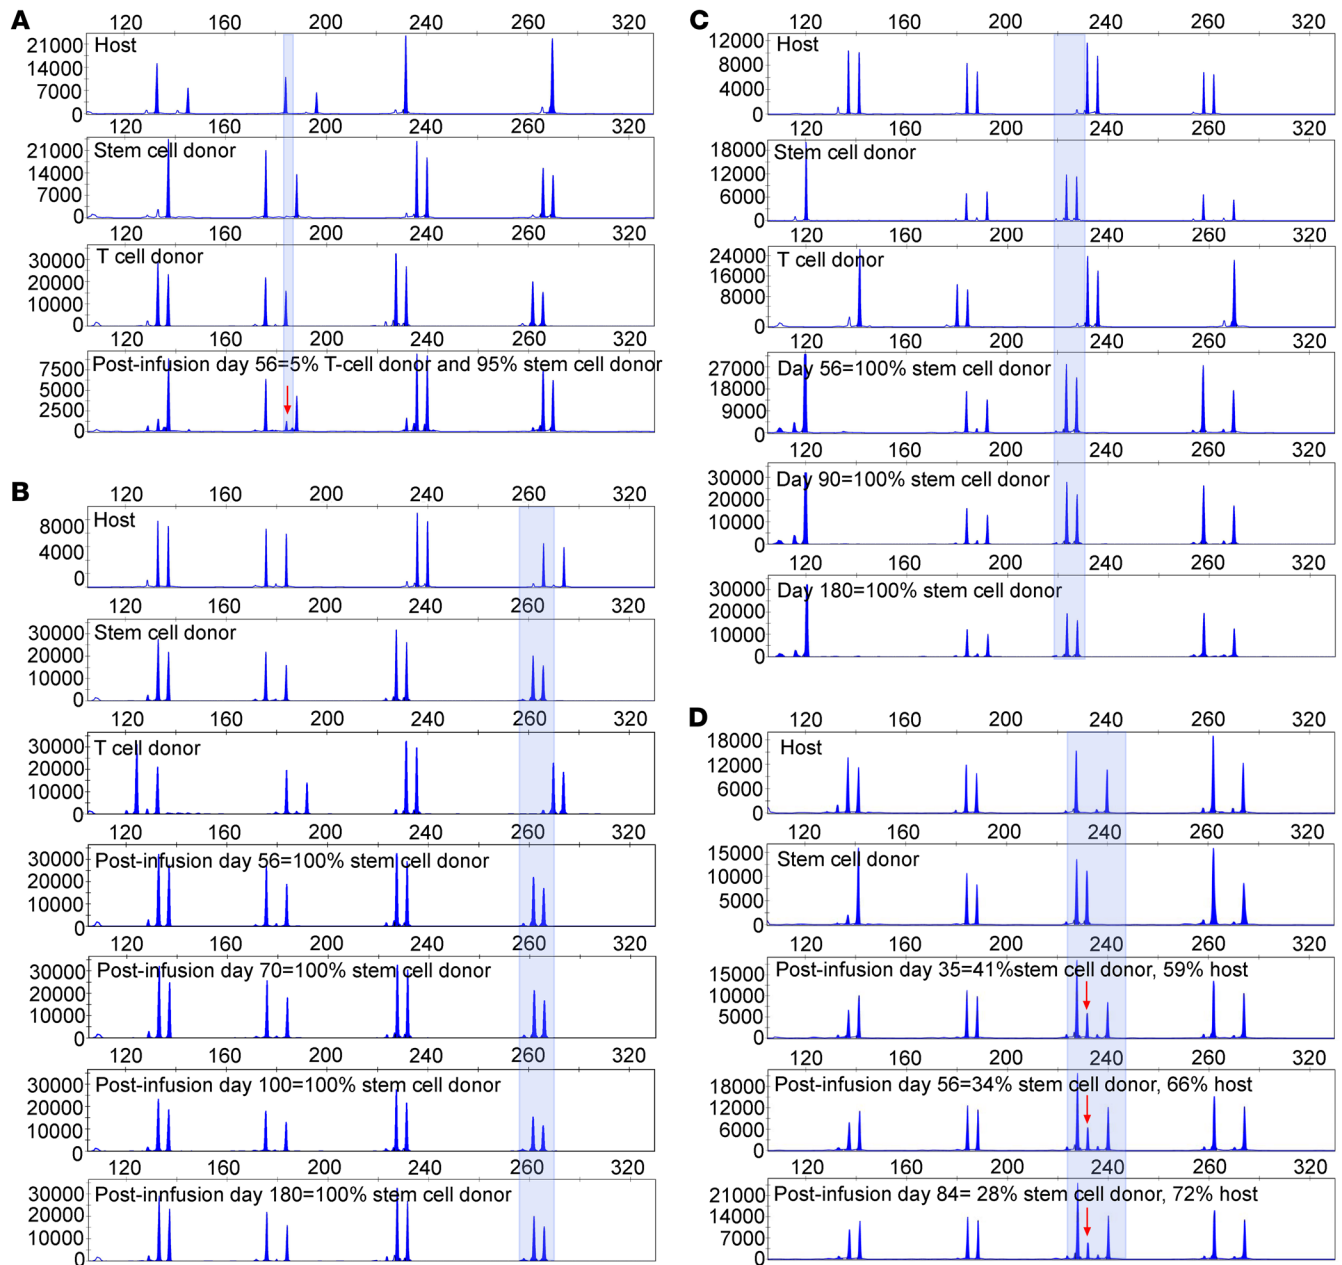 A
120 160 200 240 260 320
21000
14000
7000
0
Host
120 160 200 240 260 320
21000
14000
7000
0
Stem cell donor
120 160 200 240 260 320
30000
20000
10000
0
T cell donor
120 160 200 240 260 320
7500
5000
2500
0
Post-infusion day 56=5% T-cell donor and 95% stem cell donor
B
120 160 200 240 260 320
8000
4000
0
Host
120 160 200 240 260 320
30000
20000
10000
0
Stem cell donor
120 160 200 240 260 320
30000
20000
10000
0
T cell donor
120 160 200 240 260 320
30000
20000
10000
0
Post-infusion day 56=100% stem cell donor
120 160 200 240 260 320
30000
20000
10000
0
Post-infusion day 70=100% stem cell donor
120 160 200 240 260 320
30000
20000
10000
0
Post-infusion day 100=100% stem cell donor
120 160 200 240 260 320
30000
20000
10000
0
Post-innfusion day 180=100% stem cell donor
C
120 160 200 240 260 320
12000
8000
4000
0
Host
120 160 200 240 260 320
18000
12000
6000
0
Stem cell donor
120 160 200 240 260 320
24000
16000
8000
0
T cell donor
120 160 200 240 260 320
27000
18000
9000
0
Day 56=100% stem cell donor
120 160 200 240 260 320
30000
20000
10000
0
Day 90=100% stem cell donor
120 160 200 240 260 320
30000
20000
10000
0
Day 180=100% stem cell donor
D
120 160 200 240 260 320
18000
12000
6000
0
Host
120 160 200 240 260 320
15000
10000
5000
0
Stem cell donor
120 160 200 240 260 320
15000
10000
5000
0
Post-infusion day 35=41%stem cell donor, 59% host
120 160 200 240 260 320
18000
12000
6000
0
Post-infusion day 56=34% stem cell donor, 66% host
120 160 200 240 260 320
21000
14000
7000
0
Post-infusion day 84= 28% stem cell donor, 72% host